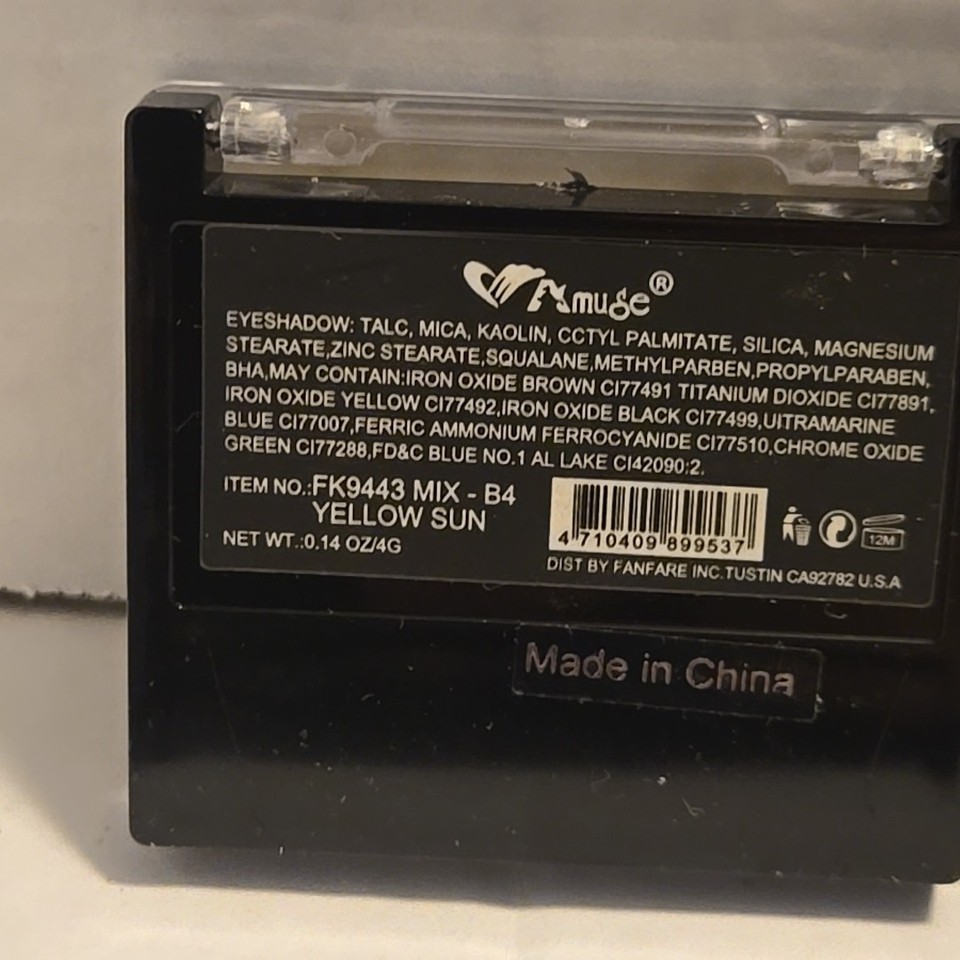 Amuse®
EYESHADOW: TALC, MICA, KAOLIN, CCTYL PALMITATE, SILICA, MAGNESIUM
STEARATE,ZINC STEARATE,SQUALANE,METHYLPARBEN,PROPYLPARABEN,
BHA,MAY CONTAIN:IRON OXIDE BROWN CI77491 TITANIUM DIOXIDE CI77891,
IRON OXIDE YELLOW CI77492,IRON OXIDE BLACK CI77499,UITRAMARINE
BLUE CI77007,FERRIC AMMONIUM FERROCYANIDE CI77510,CHROME OXIDE
GREEN CI77288,FD&C BLUE NO.1 AL LAKE CI42090:2.
ITEM NO.:FK9443 MIX - B4
YELLOW SUN
NET WT.:0.14 OZ/4G
4 710409 899537
12M
DIST BY FANFARE INC.TUSTIN CA92782 U.S.A
Made in China